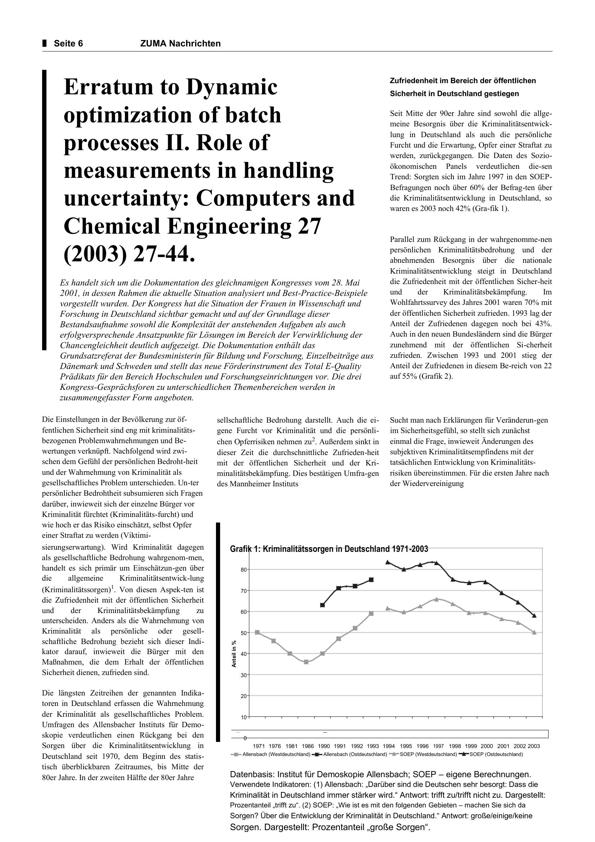 Seite 6 ZUMA Nachrichten
Erratum to Dynamic
optimization of batch
processes II. Role of
measurements in handling
uncertainty: Computers and
Chemical Engineering 27
(2003) 27-44.
Es handelt sich um die Dokumentation des gleichnamigen Kongresses vom 28. Mai
2001, in dessen Rahmen die aktuelle Situation analysiert und Best-Practice-Beispiele
vorgestellt wurden. Der Kongress hat die Situation der Frauen in Wissenschaft und
Forschung in Deutschland sichtbar gemacht und auf der Grundlage dieser
Bestandsaufnahme sowohl die Komplexität der anstehenden Aufgaben als auch
erfolgversprechende Ansatzpunkte für Lösungen im Bereich der Verwirklichung der
Chancengleichheit deutlich aufgezeigt. Die Dokumentation enthält das
Grundsatzreferat der Bundesministerin für Bildung und Forschung, Einzelbeiträge aus
Dänemark und Schweden und stellt das neue Förderinstrument des Total E-Quality
Prädikats für den Bereich Hochschulen und Forschungseinrichtungen vor. Die drei
Kongress-Gesprächsforen zu unterschiedlichen Themenbereichen werden in
zusammengefasster Form angeboten.
Zufriedenheit im Bereich der öffentlichen
Sicherheit in Deutschland gestiegen
Seit Mitte der 90er Jahre sind sowohl die allge-
meine Besorgnis über die Kriminalitätsentwick-
lung in Deutschland als auch die persönliche
Furcht und die Erwartung, Opfer einer Straftat zu
werden, zurückgegangen. Die Daten des Sozio-
ökonomischen Panels verdeutlichen die-sen
Trend: Sorgten sich im Jahre 1997 in den SOEP-
Befragungen noch über 60% der Befrag-ten über
die Kriminalitätsentwicklung in Deutschland, so
waren es 2003 noch 42% (Gra-fik 1).
Parallel zum Rückgang in der wahrgenomme-nen
persönlichen Kriminalitätsbedrohung und der
abnehmenden Besorgnis über die nationale
Kriminalitätsentwicklung steigt in Deutschland
die Zufriedenheit mit der öffentlichen Sicher-heit
und der Kriminalitätsbekämpfung. Im
Wohlfahrtssurvey des Jahres 2001 waren 70% mit
der öffentlichen Sicherheit zufrieden. 1993 lag der
Anteil der Zufriedenen dagegen noch bei 43%.
Auch in den neuen Bundesländern sind die Bürger
zunehmend mit der öffentlichen Si-cherheit
zufrieden. Zwischen 1993 und 2001 stieg der
Anteil der Zufriedenen in diesem Be-reich von 22
auf 55% (Grafik 2).
Die Einstellungen in der Bevölkerung zur öf-
fentlichen Sicherheit sind eng mit kriminalitäts-
bezogenen Problemwahrnehmungen und Be-
wertungen verknüpft. Nachfolgend wird zwi-
schen dem Gefühl der persönlichen Bedroht-heit
und der Wahrnehmung von Kriminalität als
gesellschaftliches Problem unterschieden. Un-ter
persönlicher Bedrohtheit subsumieren sich Fragen
darüber, inwieweit sich der einzelne Bürger vor
Kriminalität fürchtet (Kriminalitäts-furcht) und
wie hoch er das Risiko einschätzt, selbst Opfer
einer Straftat zu werden (Viktimi-
sierungserwartung). Wird Kriminalität dagegen
als gesellschaftliche Bedrohung wahrgenom-men,
handelt es sich primär um Einschätzun-gen über
die allgemeine Kriminalitätsentwick-lung
(Kriminalitätssorgen)1. Von diesen Aspek-ten ist
die Zufriedenheit mit der öffentlichen Sicherheit
und der Kriminalitätsbekämpfung zu
unterscheiden. Anders als die Wahrnehmung von
Kriminalität als persönliche oder gesell-
schaftliche Bedrohung bezieht sich dieser Indi-
kator darauf, inwieweit die Bürger mit den
Maßnahmen, die dem Erhalt der öffentlichen
Sicherheit dienen, zufrieden sind.
Die längsten Zeitreihen der genannten Indika-
toren in Deutschland erfassen die Wahrnehmung
der Kriminalität als gesellschaftliches Problem.
Umfragen des Allensbacher Instituts für Demo-
skopie verdeutlichen einen Rückgang bei den
Sorgen über die Kriminalitätsentwicklung in
Deutschland seit 1970, dem Beginn des statis-
tisch überblickbaren Zeitraumes, bis Mitte der
80er Jahre. In der zweiten Hälfte der 80er Jahre
sellschaftliche Bedrohung darstellt. Auch die ei-
gene Furcht vor Kriminalität und die persönli-
chen Opferrisiken nehmen zu2. Außerdem sinkt in
dieser Zeit die durchschnittliche Zufrieden-heit
mit der öffentlichen Sicherheit und der Kri-
minalitätsbekämpfung. Dies bestätigen Umfra-gen
des Mannheimer Instituts
Sucht man nach Erklärungen für Veränderun-gen
im Sicherheitsgefühl, so stellt sich zunächst
einmal die Frage, inwieweit Änderungen des
subjektiven Kriminalitätsempfindens mit der
tatsächlichen Entwicklung von Kriminalitäts-
risiken übereinstimmen. Für die ersten Jahre nach
der Wiedervereinigung
Grafik 1: Kriminalitätssorgen in Deutschland 1971-2003
80
70
60
50
40
30
20
10
0
Anteil in %
1971 1976 1981 1986 1990 1991 1992 1993 1994 1995 1996 1997 1998 1999 2000 2001 2002 2003
Allensbach (Westdeutschland) Allensbach (Ostdeutschland) SOEP (Westdeutschland) SOEP (Ostdeutschland)
Datenbasis: Institut für Demoskopie Allensbach; SOEP – eigene Berechnungen.
Verwendete Indikatoren: (1) Allensbach: „Darüber sind die Deutschen sehr besorgt: Dass die
Kriminalität in Deutschland immer stärker wird.“ Antwort: trifft zu/trifft nicht zu. Dargestellt:
Prozentanteil „trifft zu“. (2) SOEP: „Wie ist es mit den folgenden Gebieten – machen Sie sich da
Sorgen? Über die Entwicklung der Kriminalität in Deutschland.“ Antwort: große/einige/keine
Sorgen. Dargestellt: Prozentanteil „große Sorgen“.